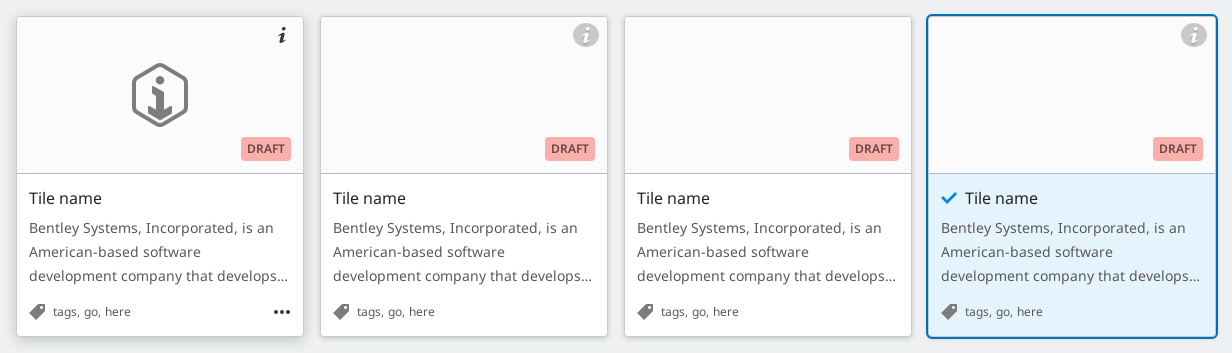 DRAFT
Tile name
Bentley Systems, Incorporated, is an
American-based software
development company that develops...
tags, go, here
DRAFT
Tile name
Bentley Systems, Incorporated, is an
American-based software
development company that develops...
tags, go, here
DRAFT
Tile name
Bentley Systems, Incorporated, is an
American-based software
development company that develops...
tags, go, here
DRAFT
Tile name
Bentley Systems, Incorporated, is an
American-based software
development company that develops...
tags, go, here